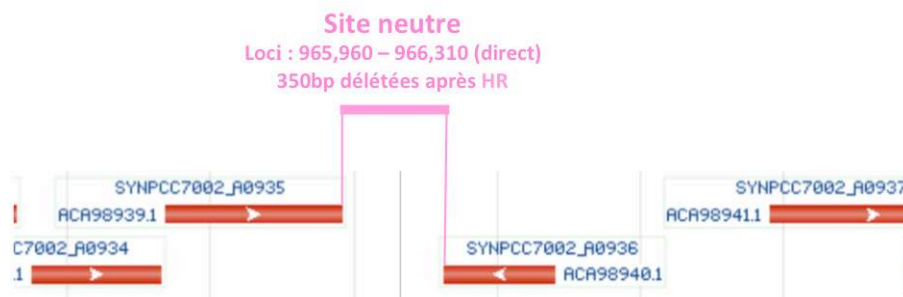 Site neutre
Loci : 965,960 – 966,310 (direct)
350bp délétées après HR
SYNPCC7002_A0935
SYNPCC7002_A0937
ACA98939.1
ACA98941.1
C7002_A0934
SYNPCC7002_A0936
.1
ACA98940.1